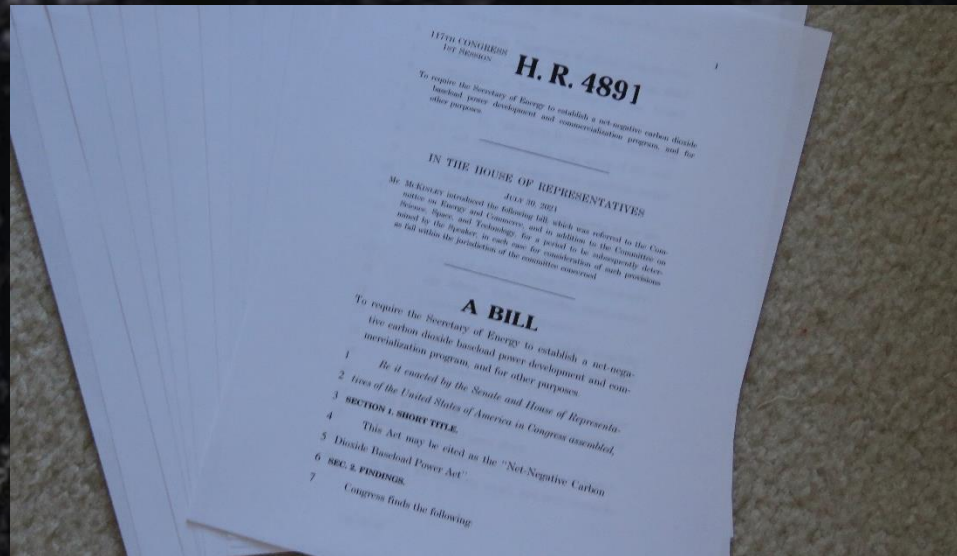 117TH CONGRESS
1ST SESSION
H. R. 4891
1
To require the Secretary of Energy to establish a net-negative carbon dioxide
baseload power development and commercialization program, and for
other purposes.
IN THE HOUSE OF REPRESENTATIVES
JULY 30, 2021
Mr. MCKINLEY introduced the following bill; which was referred to the Com-
mittee on Energy and Commerce, and in addition to the Committee on
Science, Space, and Technology, for a period to be subsequently deter-
mined by the Speaker, in each case for consideration of such provisions
as fall within the jurisdiction of the committee concerned
A BILL
To require the Secretary of Energy to establish a net-nega-
tive carbon dioxide baseload power development and com-
mercialization program, and for other purposes.
1 Be it enacted by the Senate and House of Representa-
2 tives of the United States of America in Congress assembled,
3 SECTION 1. SHORT TITLE.
4 This Act may be cited as the "Net-Negative Carbon
5 Dioxide Baseload Power Act".
6 SEC. 2. FINDINGS.
7 Congress finds the following: